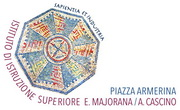 SAPIENTIA ET INDUSTRIA
ISTITUTO DI ISTRUZIONE SUPERIORE E. MAJORANA/A. CASCINO
PIAZZA ARMERINA